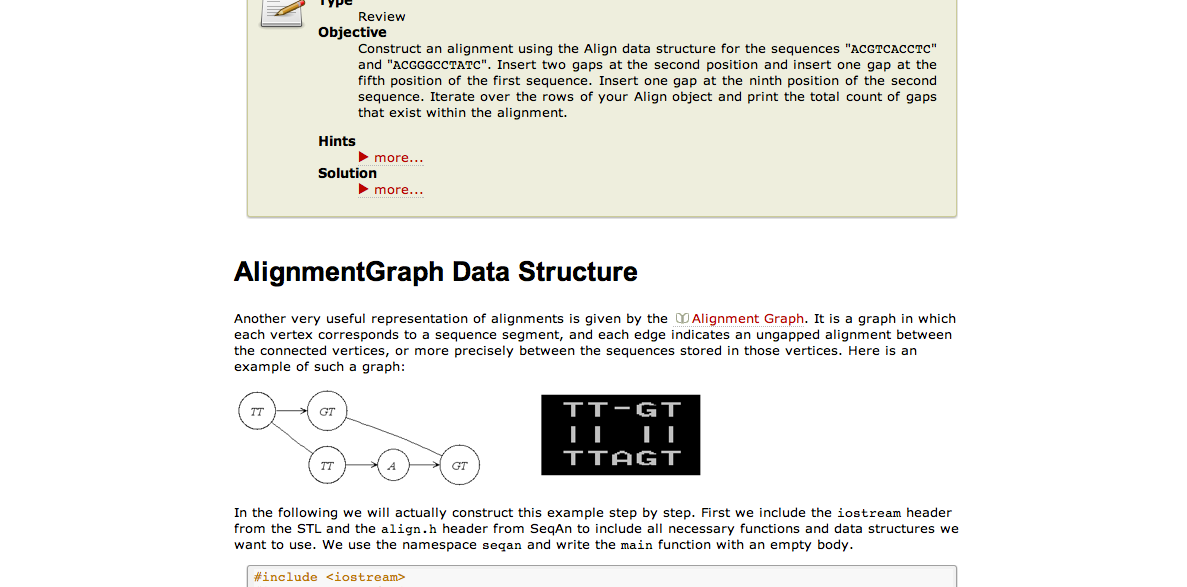 Type
Review
Objective
Construct an alignment using the Align data structure for the sequences "ACGTCACCTC"
and "ACGGGCCTATC". Insert two gaps at the second position and insert one gap at the
fifth position of the first sequence. Insert one gap at the ninth position of the second
sequence. Iterate over the rows of your Align object and print the total count of gaps
that exist within the alignment.
Hints
more...
Solution
more...
AlignmentGraph Data Structure
Another very useful representation of alignments is given by the Alignment Graph. It is a graph in which
each vertex corresponds to a sequence segment, and each edge indicates an ungapped alignment between
the connected vertices, or more precisely between the sequences stored in those vertices. Here is an
example of such a graph:
TT GT
TT A GT
TT-GT
|| ||
TTAGT
In the following we will actually construct this example step by step. First we include the iostream header
from the STL and the align.h header from SeqAn to include all necessary functions and data structures we
want to use. We use the namespace seqan and write the main function with an empty body.
#include <iostream>